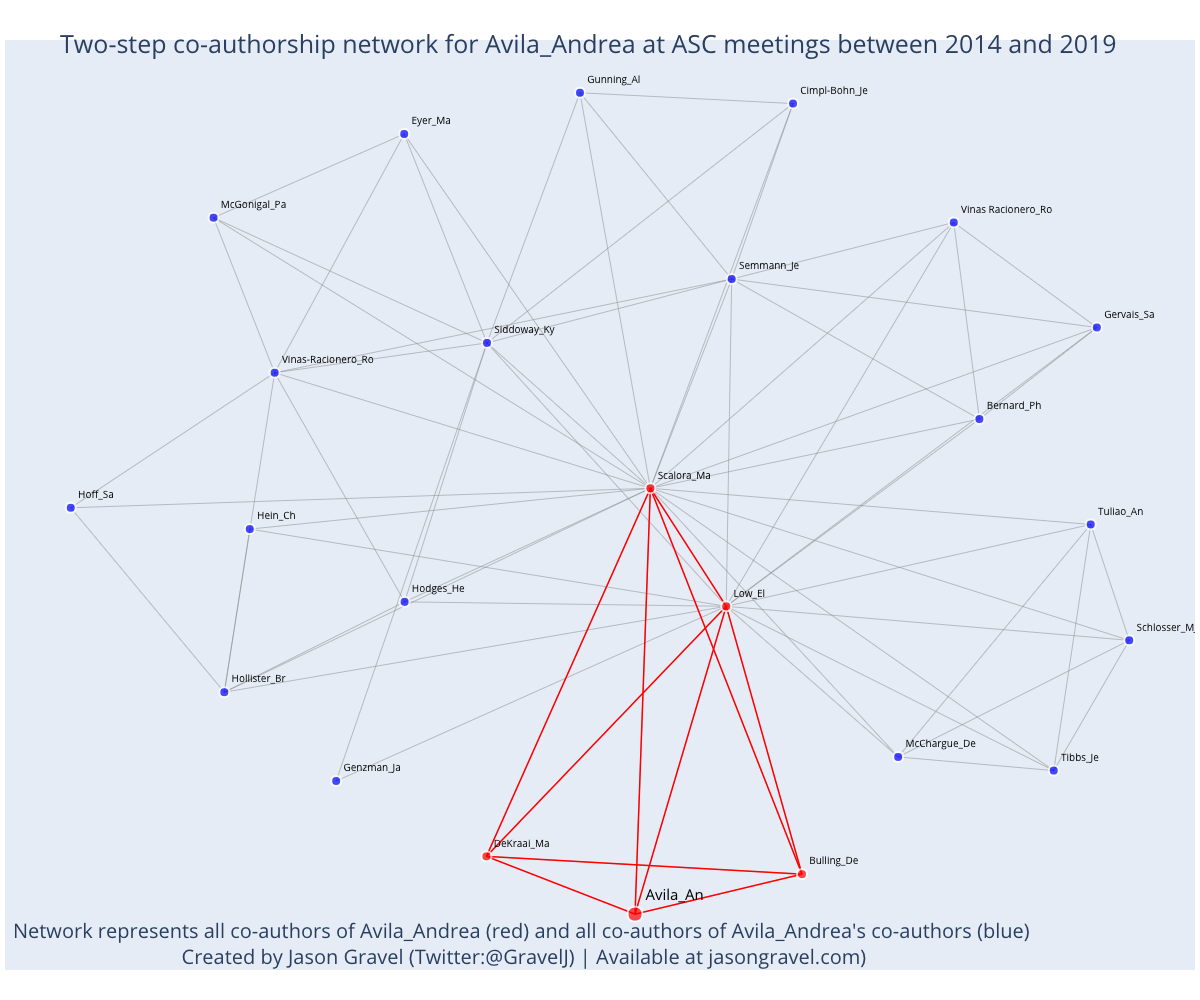 Two-step co-authorship network for Avila_Andrea at ASC meetings between 2014 and 2019
Gunning_Al
Cimpl-Bohn_Je
Eyer_Ma
McGonigal_Pa
Vinas Racionero_Ro
Semmann_Je
Gervais_Sa
Siddoway_Ky
Vinas-Racionero_Ro
Bernard_Ph
Scalora_Ma
Hoff_Sa
Hein_Ch
Tuliao_An
Hodges_He
Low_El
Schlosser_M
Hollister_Br
McChargue_De
Tibbs_Je
Genzman_Ja
DeKraai_Ma
Bulling_De
Avila_An
Network represents all co-authors of Avila_Andrea (red) and all co-authors of Avila_Andrea's co-authors (blue)
Created by Jason Gravel (Twitter:@GravelJ) | Available at jasongravel.com)